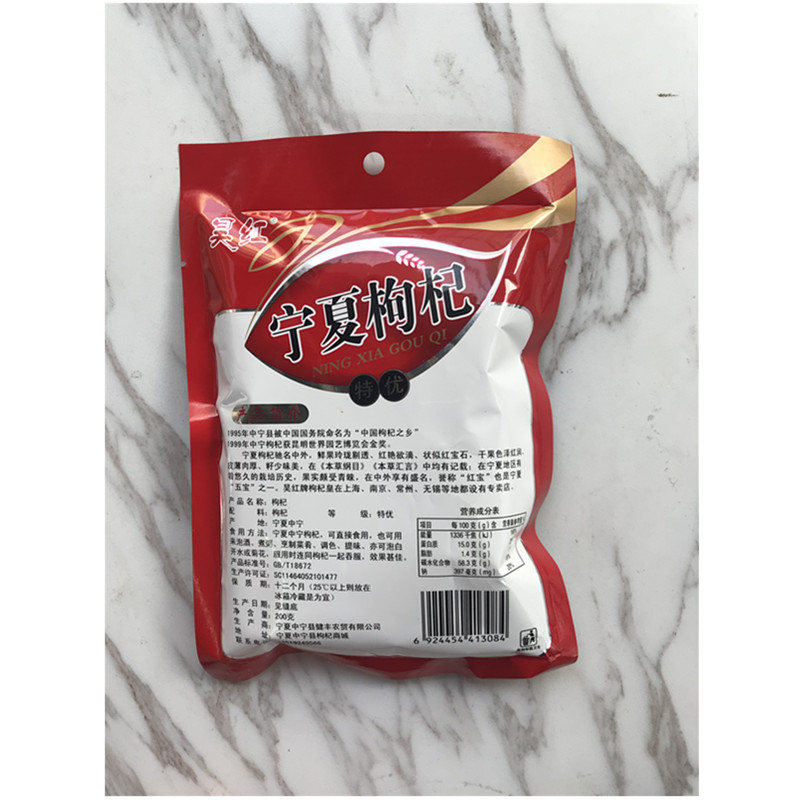 吴红®
宁夏枸杞
NING XIA GOU QI
特优
1995年中宁县被中国国务院命名为“中国枸杞之乡”
1999年中宁枸杞获昆明世界园艺博览会金奖。
宁夏枸杞驰名中外，鲜果玲珑剔透、红艳欲滴、状似红宝石，干果色泽红润、
皮薄肉厚，籽少味美，在《本草纲目》《本草汇言》中均有记载；在宁夏地区有
悠久的栽培历史，果实颇受青睐，在中外享有盛名，誉称“红宝”也是宁夏
“五宝”之一。吴红牌枸杞皇在上海、南京、常州、无锡等地都设有专卖店。
产品名称：枸杞
配 料：枸杞 等 级：特优
产 地：宁夏中宁
食用方法：宁夏中宁枸杞，可直接食用，也可用
来泡酒、煮粥、烹制菜肴、调色、提味，亦可泡白
开水或菊花，服用时连同枸杞一起吞服，效果甚佳。
产品标准号：GB/T18672
生产许可证：SC11464052101477
保 质 期：十二个月（25℃以上则放在
冰箱冷藏是为宜）
生产日期：见缝底
净 含 量：200克
生 产 商：宁夏中宁县健丰农贸有限公司
地 址：宁夏中宁县枸杞商城
营养成分表
项目 每100克(g)含
能量 1336千焦(kJ)
蛋白质 15.0克(g)
脂肪 1.4克(g)
碳水化合物 58.3克(g)
钠 397毫克(mg)
6 924454 413084